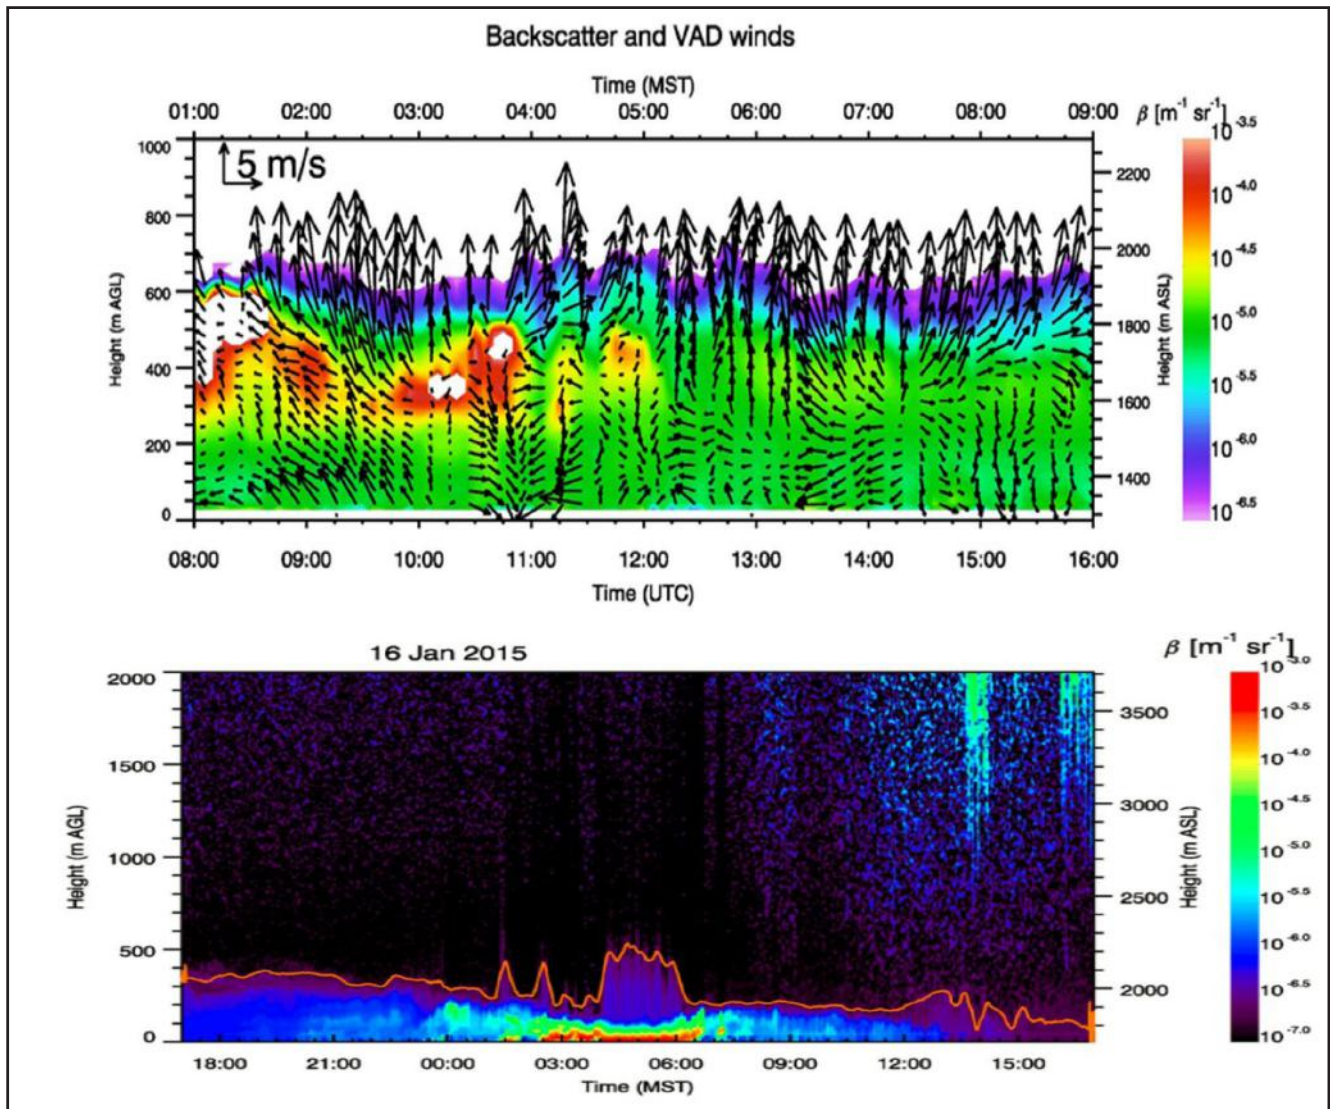 Backscatter and VAD winds
Time (MST)
01:00 02:00 03:00 04:00 05:00 06:00 07:00 08:00 09:00
β [m⁻¹ sr⁻¹]
5 m/s
Height (m AGL)
1000
800
600
400
200
0
2200
2000
1800
1600
1400
Height (m ASL)
10 -3.5
10 -4.0
10 -4.5
10 -5.0
10 -5.5
10 -6.0
10 -6.5
08:00 09:00 10:00 11:00 12:00 13:00 14:00 15:00 16:00
Time (UTC)
16 Jan 2015
β [m⁻¹ sr⁻¹]
Height (m AGL)
2000
1500
1000
500
0
3500
3000
2500
2000
Height (m ASL)
10 -3.0
10 -3.5
10 -4.0
10 -4.5
10 -5.0
10 -5.5
10 -6.0
10 -6.5
10 -7.0
18:00 21:00 00:00 03:00 06:00 09:00 12:00 15:00
Time (MST)